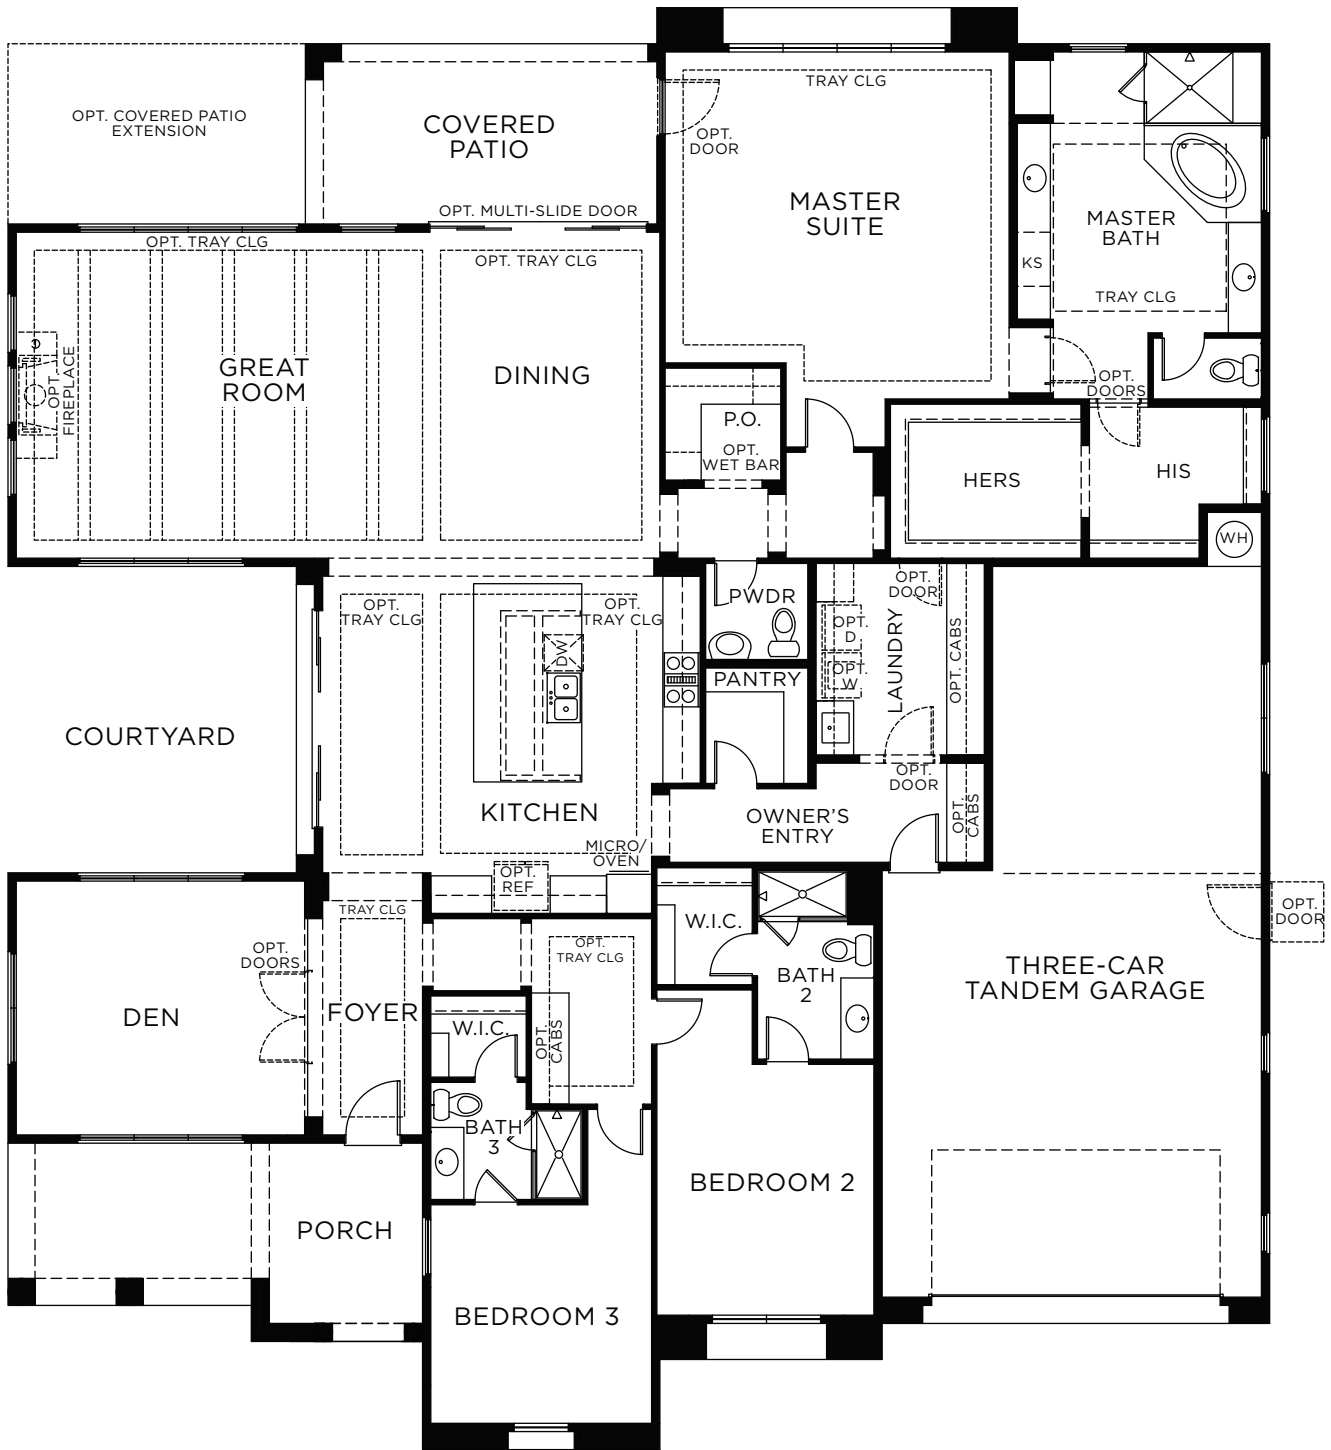 TRAY CLG
OPT. COVERED PATIO
EXTENSION
COVERED
PATIO
OPT.
DOOR
MASTER
SUITE
OPT. MULTI-SLIDE DOOR
MASTER
BATH
KS
TRAY CLG
OPT. TRAY CLG
OPT. TRAY CLG
GREAT
ROOM
DINING
OPT.
FIREPLACE
OPT.
DOORS
P.O.
OPT.
WET BAR
HERS
HIS
WH
OPT.
TRAY CLG
OPT.
TRAY CLG
PWDR
OPT.
DOOR
OPT.
D
OPT.
W
LAUNDRY
OPT. CABS
DW
PANTRY
COURTYARD
KITCHEN
OWNER'S
ENTRY
OPT.
DOOR
OPT.
CABS
MICRO/
OVEN
OPT.
REF
TRAY CLG
W.I.C.
OPT.
DOOR
OPT.
DOORS
OPT.
TRAY CLG
BATH
2
THREE-CAR
TANDEM GARAGE
DEN
FOYER
W.I.C.
OPT.
CABS
BATH
3
BEDROOM 2
PORCH
BEDROOM 3